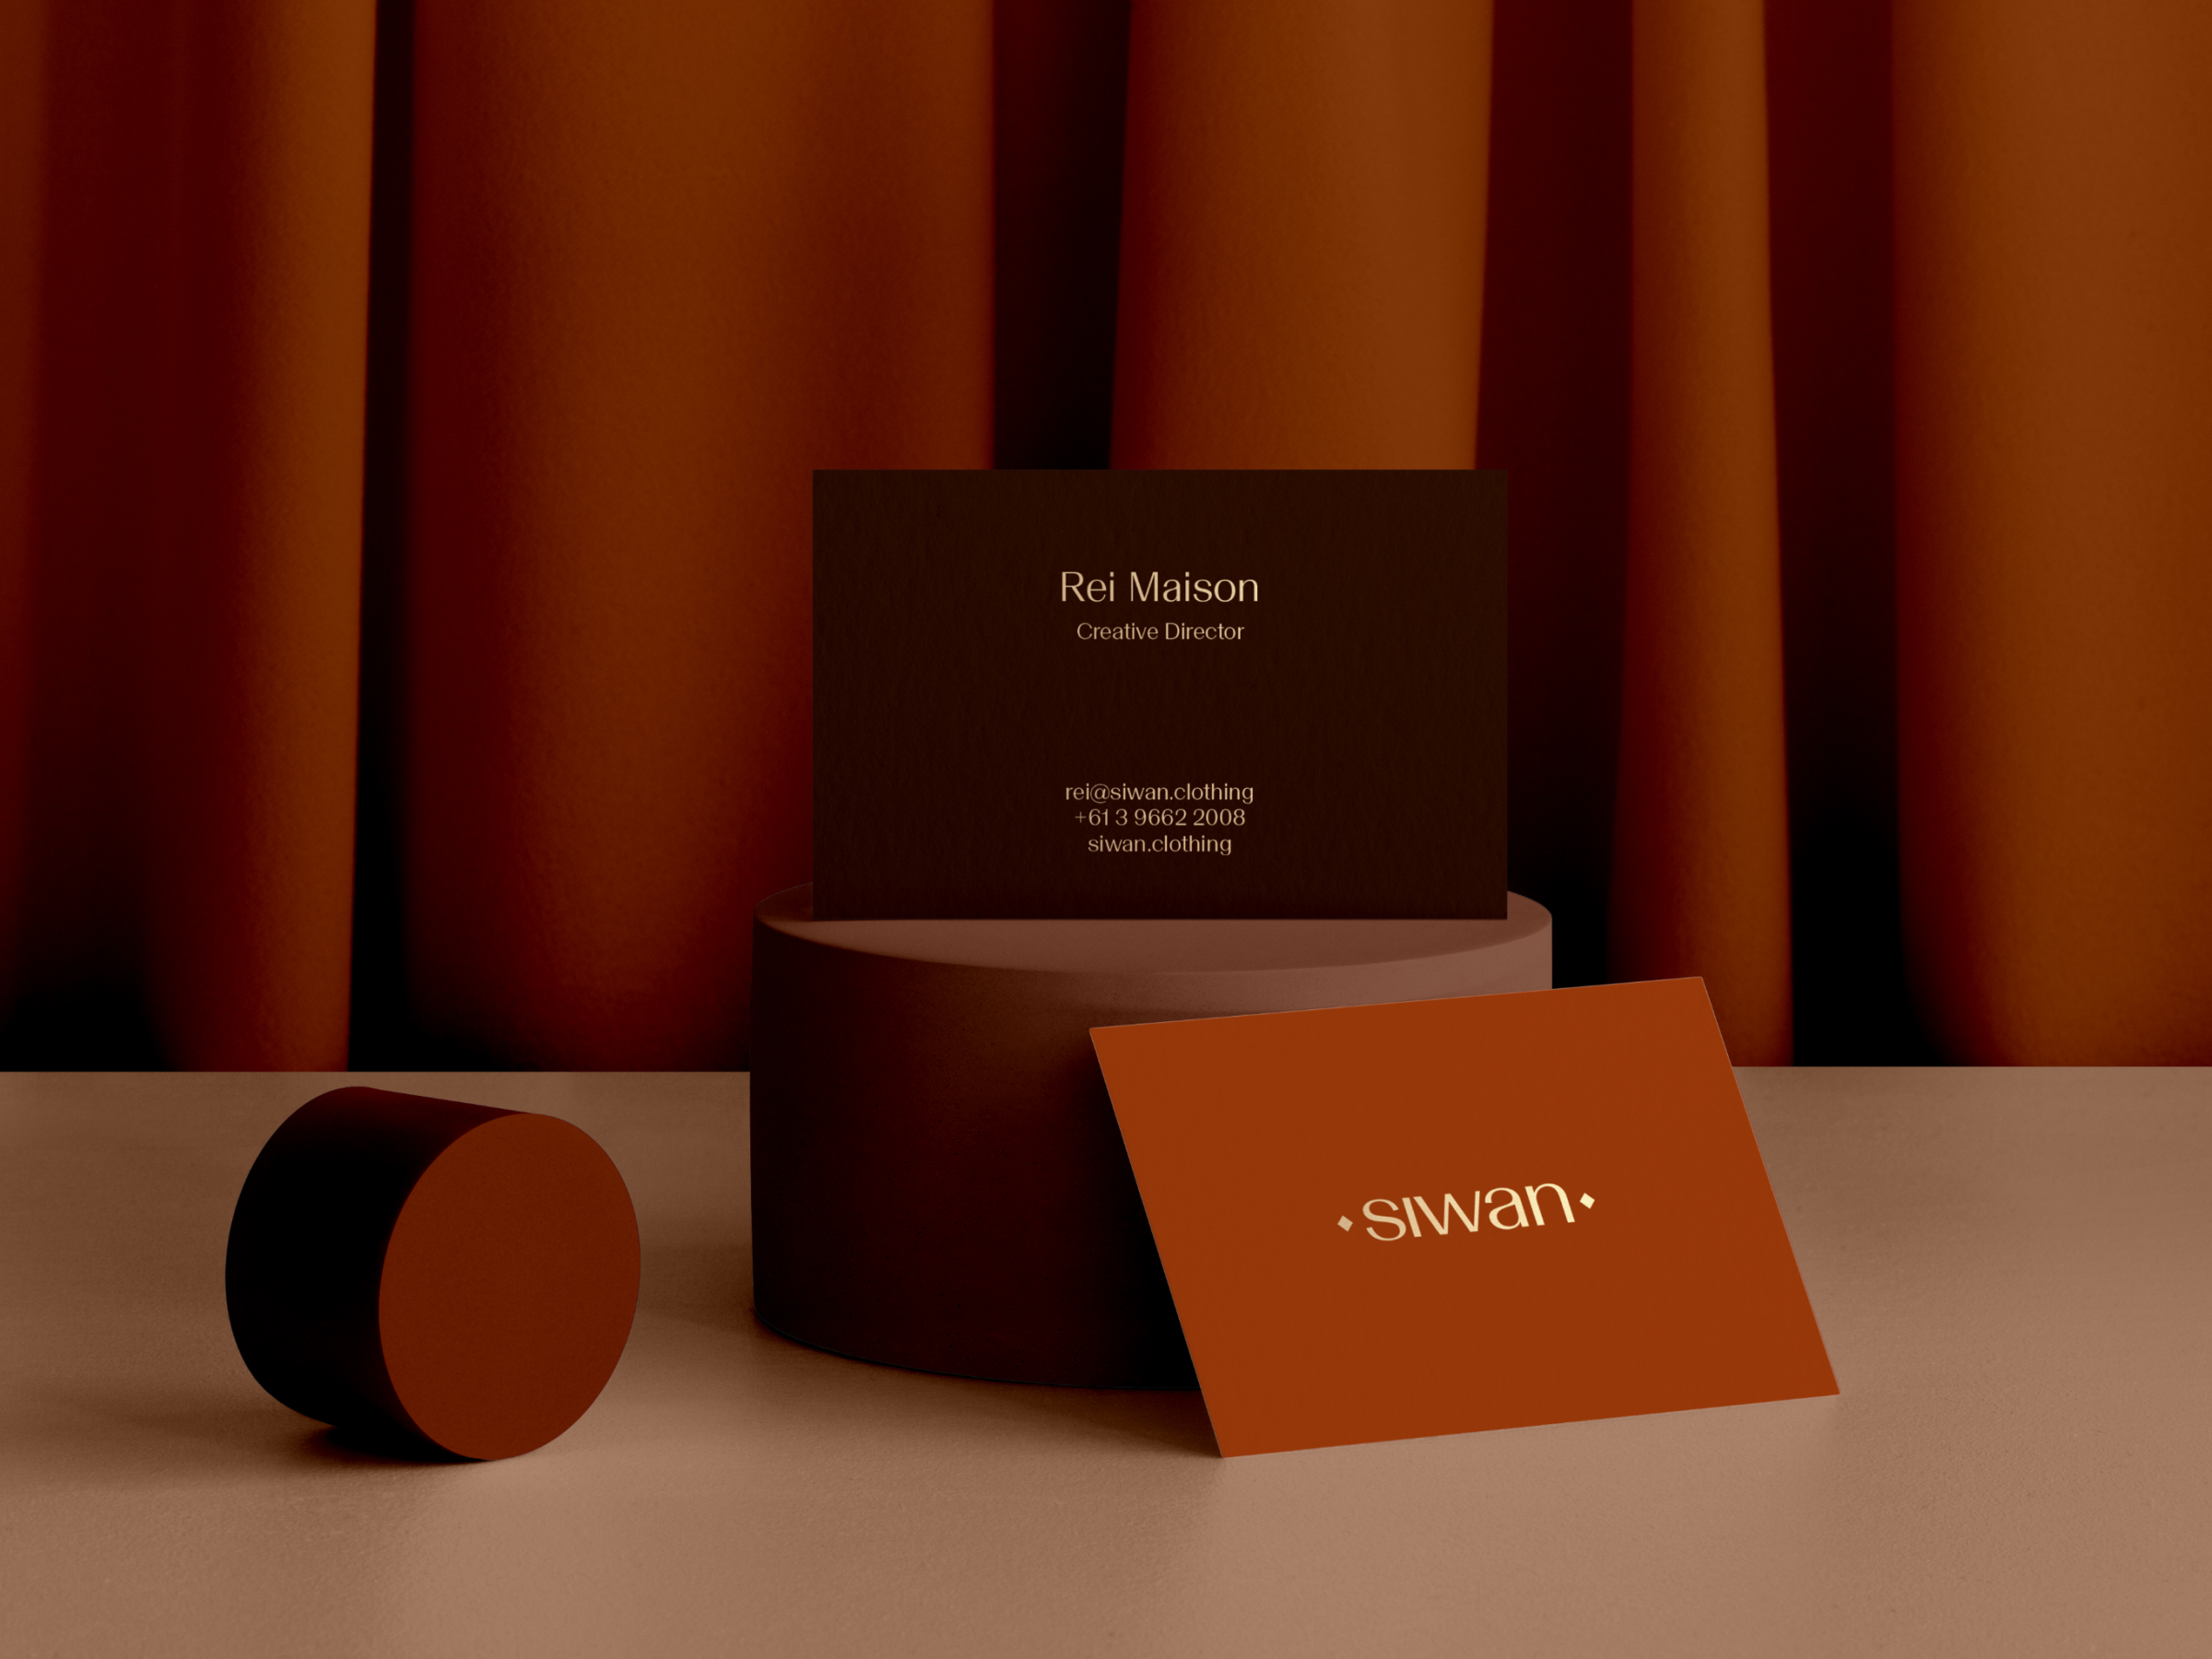 Rei Maison
Creative Director
rei@siwan.clothing
+61 3 9662 2008
siwan.clothing
siwan